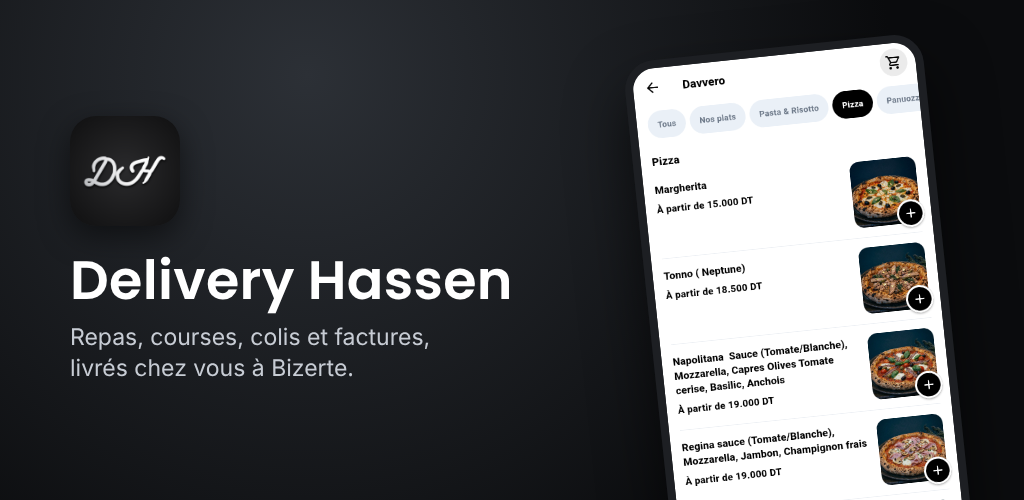 DH
Delivery Hassen
Repas, courses, colis et factures,
livrés chez vous à Bizerte.
Davvero
Tous
Nos plats
Pasta & Risotto
Pizza
Panuozz
Pizza
Margherita
À partir de 15.000 DT
Tonno ( Neptune)
À partir de 18.500 DT
Napolitana  Sauce (Tomate/Blanche),
Mozzarella, Capres Olives Tomate
cerise, Basilic, Anchois
À partir de 19.000 DT
Regina sauce (Tomate/Blanche),
Mozzarella, Jambon, Champignon frais
À partir de 19.000 DT